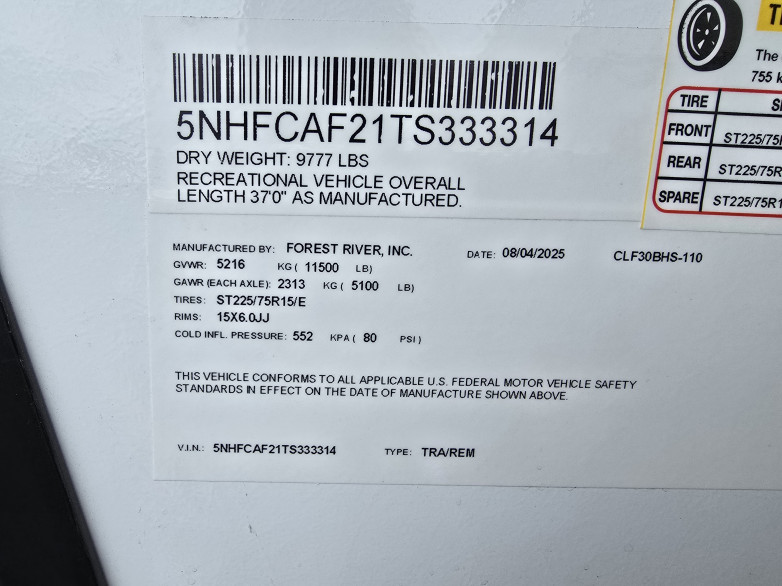 5NHFCAF21TS333314
DRY WEIGHT: 9777 LBS
RECREATIONAL VEHICLE OVERALL
LENGTH 37'0" AS MANUFACTURED.
MANUFACTURED BY: FOREST RIVER, INC. DATE: 08/04/2025 CLF30BHS-110
GVWR: 5216 KG ( 11500 LB)
GAWR (EACH AXLE): 2313 KG ( 5100 LB)
TIRES: ST225/75R15/E
RIMS: 15X6.0JJ
COLD INFL. PRESSURE: 552 KPA ( 80 PSI )
THIS VEHICLE CONFORMS TO ALL APPLICABLE U.S. FEDERAL MOTOR VEHICLE SAFETY
STANDARDS IN EFFECT ON THE DATE OF MANUFACTURE SHOWN ABOVE.
V.I.N.: 5NHFCAF21TS333314 TYPE: TRA/REM
The
755 k
TIRE
FRONT ST225/75R
REAR ST225/75R
SPARE ST225/75R1